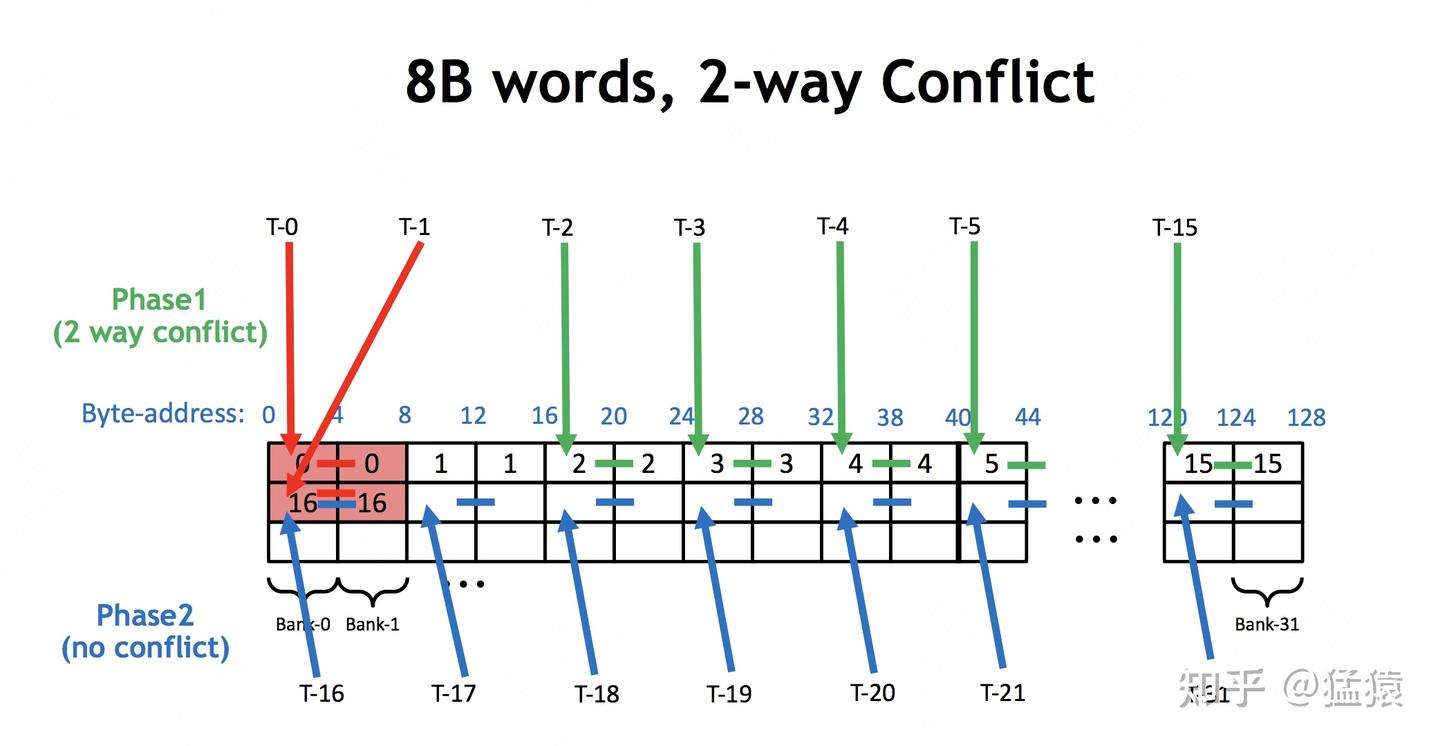 8B words, 2-way Conflict
T-0 T-1 T-2 T-3 T-4 T-5 T-15
Phase1
(2 way conflict)
Byte-address: 0 4 8 12 16 20 24 28 32 38 40 44 120 124 128
0 0 1 1 2 2 3 3 4 4 5 15 15
16 16 ...
...
...
Phase2
(no conflict)
Bank-0 Bank-1 Bank-31
T-16 T-17 T-18 T-19 T-20 T-21 T-31
知乎 @猛猿